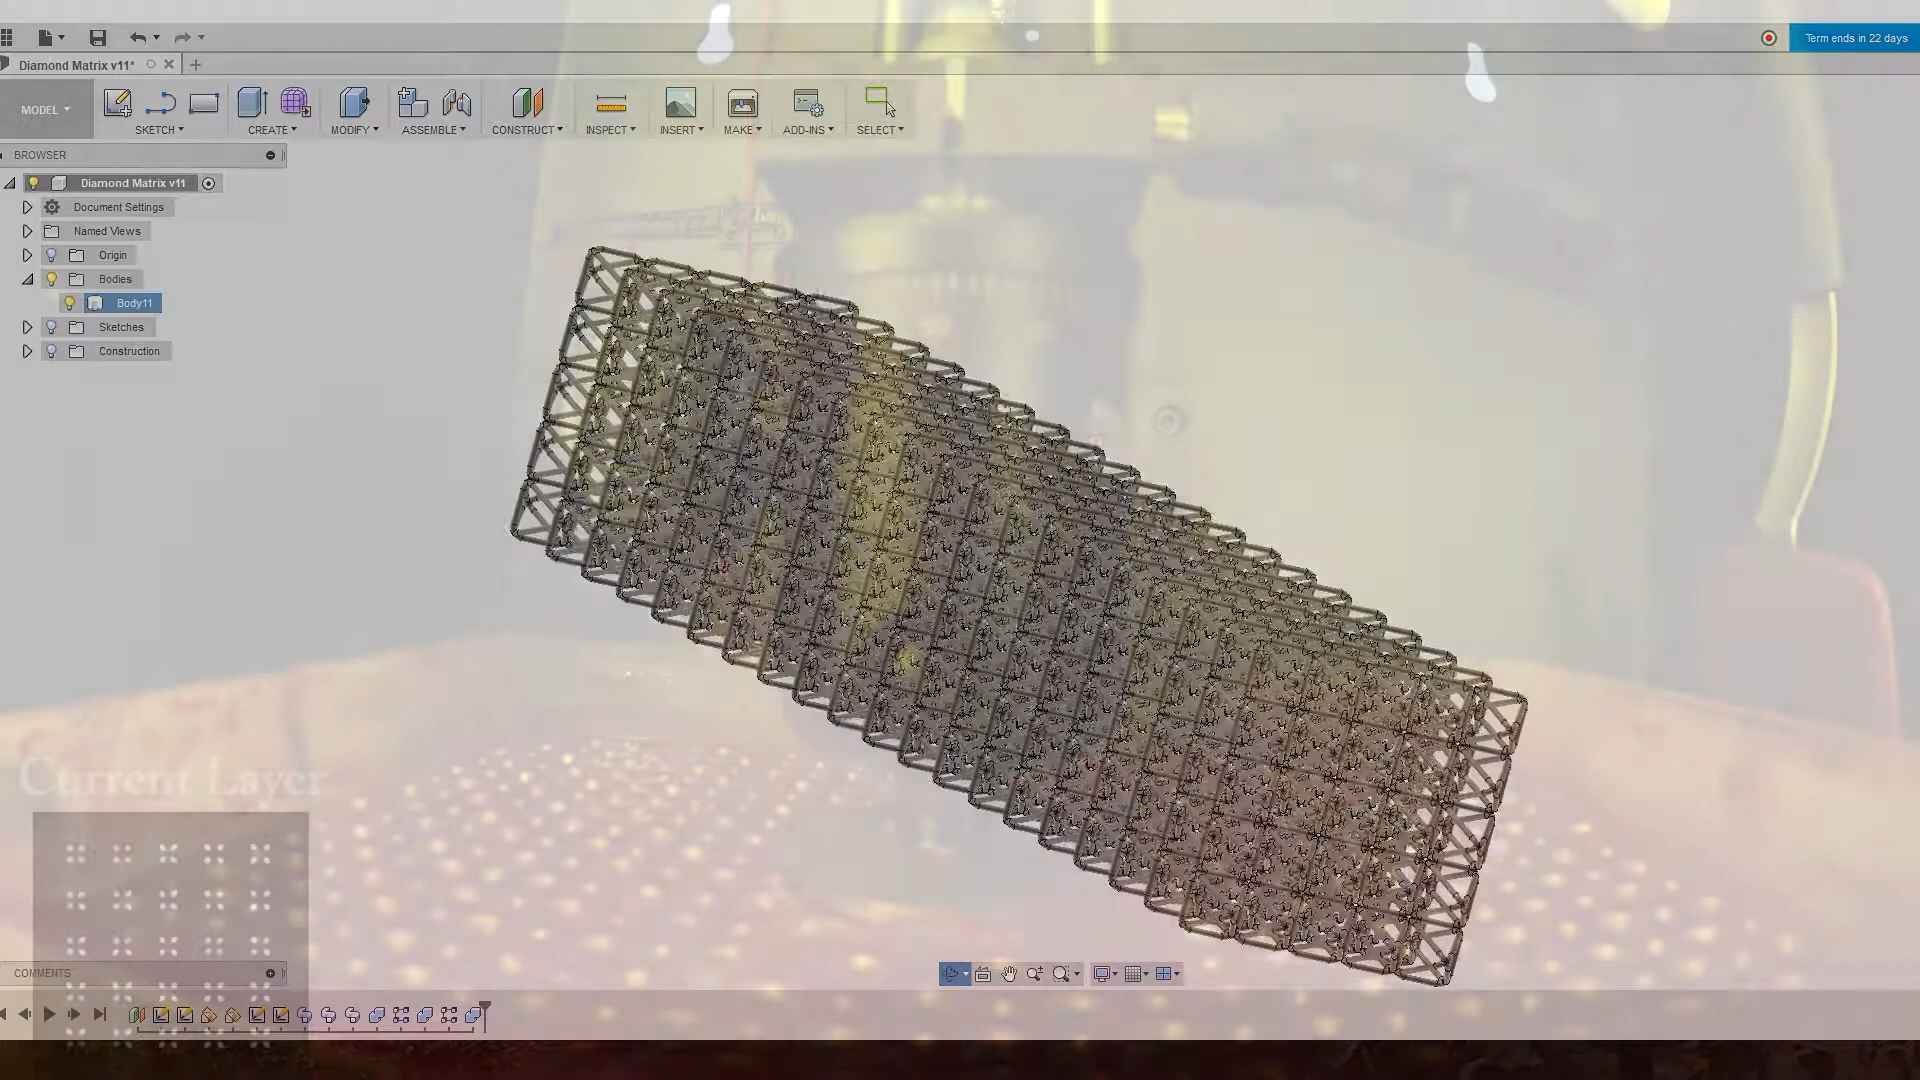 Term ends in 22 days
Diamond Matrix v11*
MODEL
SKETCH
CREATE
MODIFY
ASSEMBLE
CONSTRUCT
INSPECT
INSERT
MAKE
ADD-INS
SELECT
BROWSER
Diamond Matrix v11
Document Settings
Named Views
Origin
Bodies
Body11
Sketches
Construction
Current Layer
COMMENTS